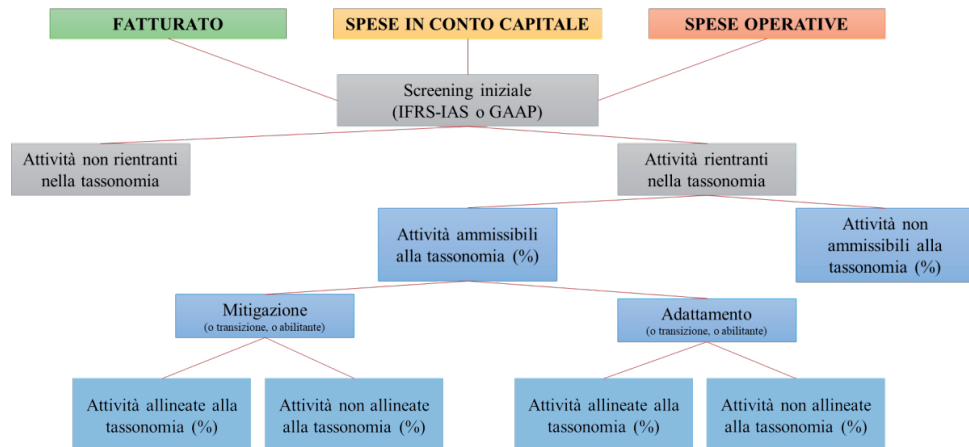 FATTURATO
SPESE IN CONTO CAPITALE
SPESE OPERATIVE
Screening iniziale
(IFRS-IAS o GAAP)
Attività non rientranti
nella tassonomia
Attività rientranti
nella tassonomia
Attività ammissibili
alla tassonomia (%)
Attività non
ammissibili alla
tassonomia (%)
Mitigazione
(o transizione, o abilitante)
Adattamento
(o transizione, o abilitante)
Attività allineate alla
tassonomia (%)
Attività non allineate
alla tassonomia (%)
Attività allineate alla
tassonomia (%)
Attività non allineate
alla tassonomia (%)